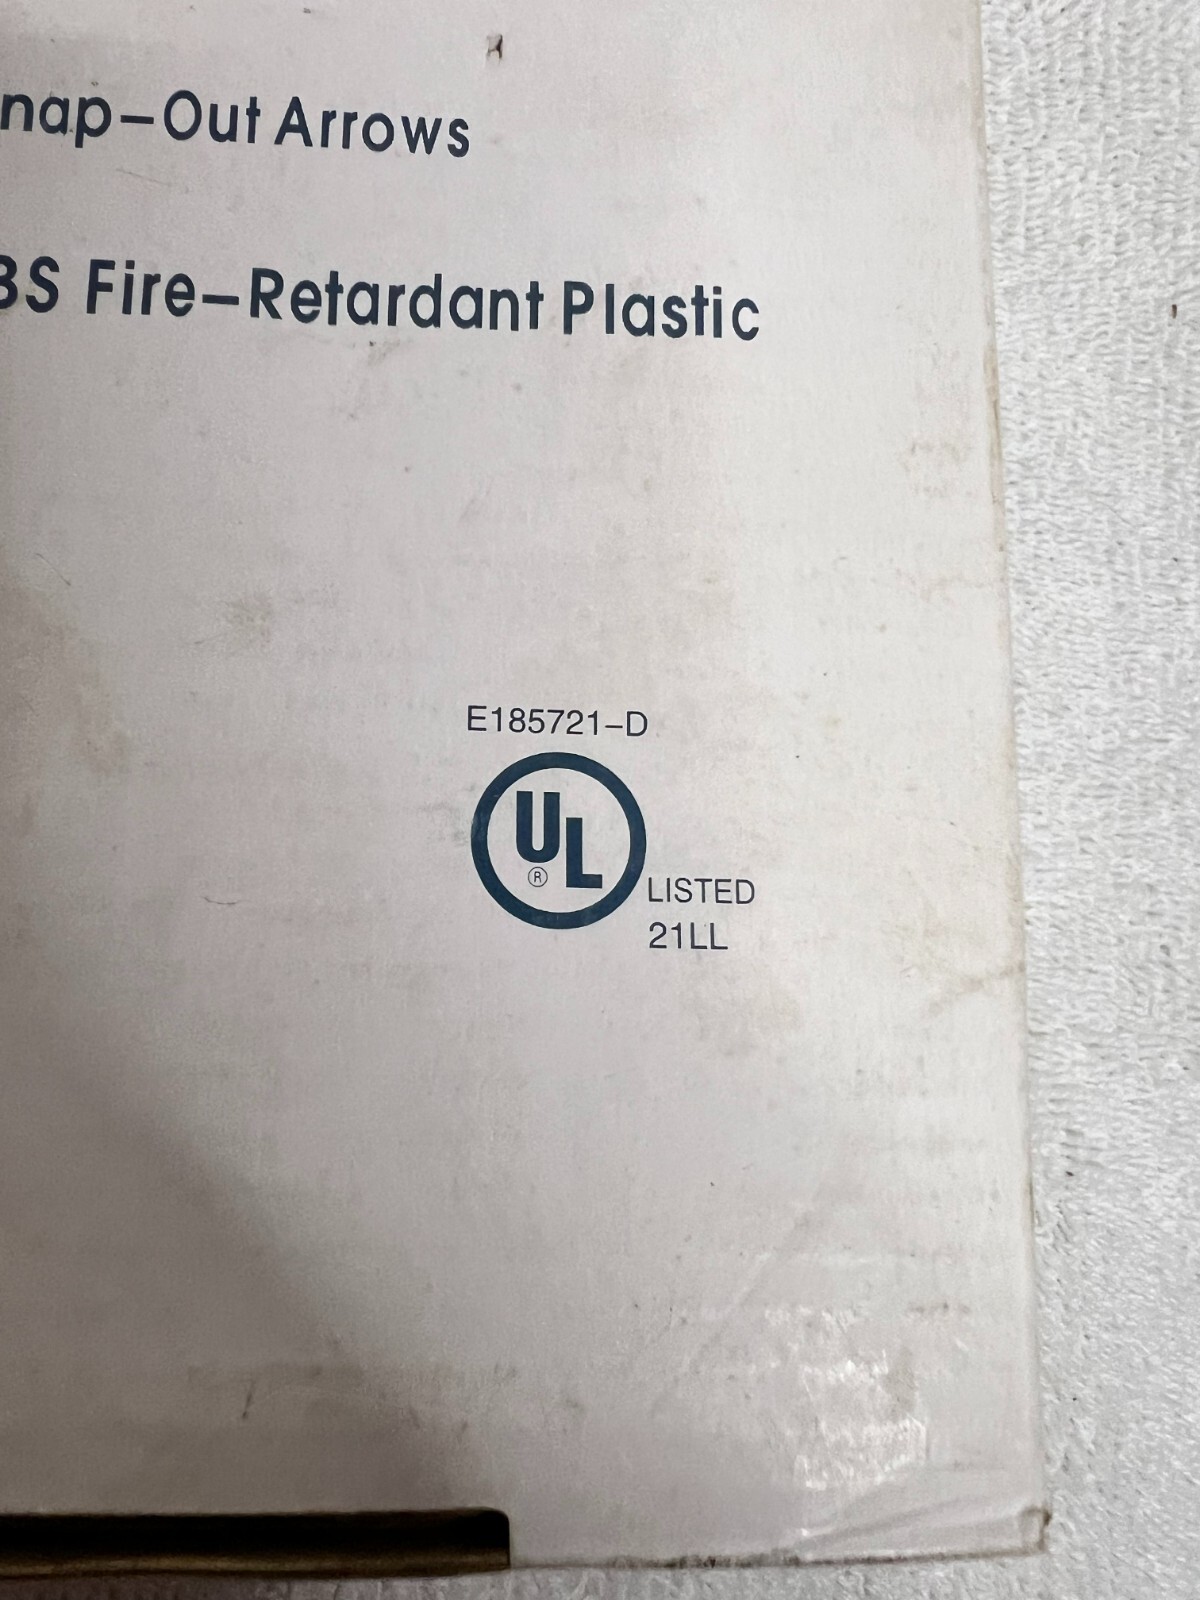 nap–Out Arrows
BS Fire–Retardant Plastic
E185721–D
UL
®
LISTED
21LL